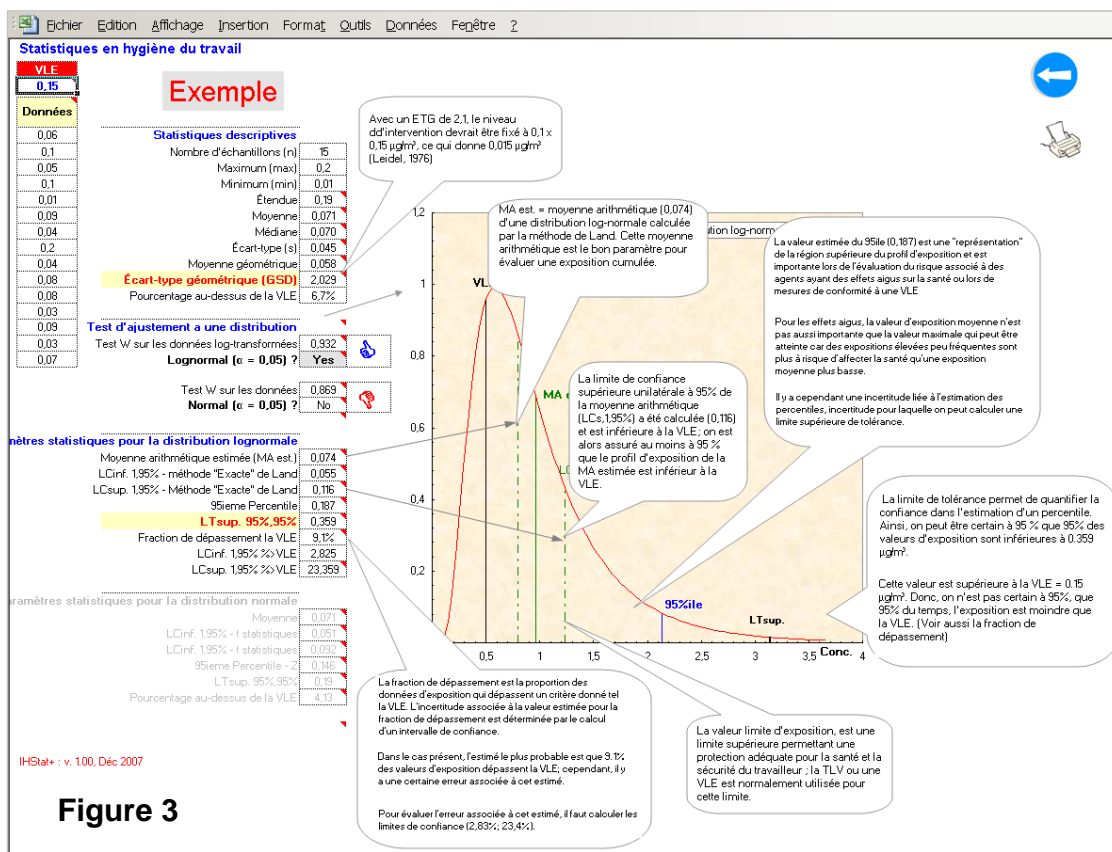 Fichier Edition Affichage Insertion Format Outils Données Fenêtre ?
Statistiques en hygiène du travail
VLE
0,15
Exemple
Données
0,06
0,1
0,05
0,1
0,01
0,09
0,04
0,2
0,04
0,08
0,08
0,03
0,09
0,03
0,07
Statistiques descriptives
Nombre d'échantillons (n) 15
Maximum (max) 0,2
Minimum (min) 0,01
Étendue 0,19
Moyenne 0,071
Médiane 0,070
Écart-type (s) 0,045
Moyenne géométrique 0,058
Écart-type géométrique (GSD) 2,029
Pourcentage au-dessus de la VLE 6,7%
Test d'ajustement a une distribution
Test W sur les données log-transformées 0,932
Lognormal (α = 0,05) ? Yes
Test W sur les données 0,869
Normal (α = 0,05) ? No
nètres statistiques pour la distribution lognormale
Moyenne arithmétique estimée (MA est.) 0,074
LCinf. 1,95% - méthode "Exacte" de Land 0,055
LCsup. 1,95% - Méthode "Exacte" de Land 0,116
95ieme Percentile 0,187
LTsup. 95%,95% 0,359
Fraction de dépassement la VLE 9,1%
LCinf. 1,95% %>VLE 2,825
LCsup. 1,95% %>VLE 23,359
aramètres statistiques pour la distribution normale
Moyenne 0,071
LCinf. 1,95% - t statistiques 0,051
LCinf. 1,95% - t statistiques 0,092
95ieme Percentile - Z 0,146
LTsup. 95%,95% 0,19
Pourcentage au-dessus de la VLE 4,13
IHStat+ : v. 1.00, Déc 2007
Figure 3
Avec un ETG de 2,1, le niveau
dd'intervention devrait être fixé à 0,1 x
0,15 µg/m³, ce qui donne 0,015 µg/m³
(Leidel, 1976)
MA est. = moyenne arithmétique (0,074)
d'une distribution log-normale calculée
par la méthode de Land. Cette moyenne
arithmétique est le bon paramètre pour
évaluer une exposition cumulée.
bution log-norm
La valeur estimée du 95ile (0,187) est une "représentation"
de la région supérieure du profil d'exposition et est
importante lors de l'évaluation du risque associé à des
agents ayant des effets aigus sur la santé ou lors de
mesures de conformité à une VLE
Pour les effets aigus, la valeur d'exposition moyenne n'est
pas aussi importante que la valeur maximale qui peut être
atteinte car des expositions élevées peu fréquentes sont
plus à risque d'affecter la santé qu'une exposition
moyenne plus basse.
Il y a cependant une incertitude liée à l'estimation des
percentiles, incertitude pour laquelle on peut calculer une
limite supérieure de tolérance.
La limite de confiance
supérieure unilatérale à 95% de
la moyenne arithmétique
(LCs,1,95%) a été calculée (0,116)
et est inférieure à la VLE; on est
alors assuré au moins à 95 %
que le profil d'exposition de la
MA estimée est inférieur à la
VLE.
La limite de tolérance permet de quantifier la
confiance dans l'estimation d'un percentile.
Ainsi, on peut être certain à 95 % que 95% des
valeurs d'exposition sont inférieures à 0.359
µg/m³.
Cette valeur est supérieure à la VLE = 0.15
µg/m³. Donc, on n'est pas certain à 95%, que
95% du temps, l'exposition est moindre que
la VLE. (Voir aussi la fraction de
dépassement)
1,2
1
0,8
0,6
0,4
0,2
VL
MA e
95%ile
LTsup.
0,5 1 1,5 2 2,5 3 3,5 Conc. 4
La fraction de dépassement est la proportion des
données d'exposition qui dépassent un critère donné tel
la VLE. L'incertitude associée à la valeur estimée pour la
fraction de dépassement est déterminée par le calcul
d'un intervalle de confiance.
Dans le cas présent, l'estimé le plus probable est que 9.1%
des valeurs d'exposition dépassent la VLE; cependant, il y
a une certaine erreur associée à cet estimé.
Pour évaluer l'erreur associée à cet estimé, il faut calculer les
limites de confiance (2,83%; 23,4%).
La valeur limite d'exposition, est une
limite supérieure permettant une
protection adéquate pour la santé et la
sécurité du travailleur ; la TLV ou une
VLE est normalement utilisée pour
cette limite.